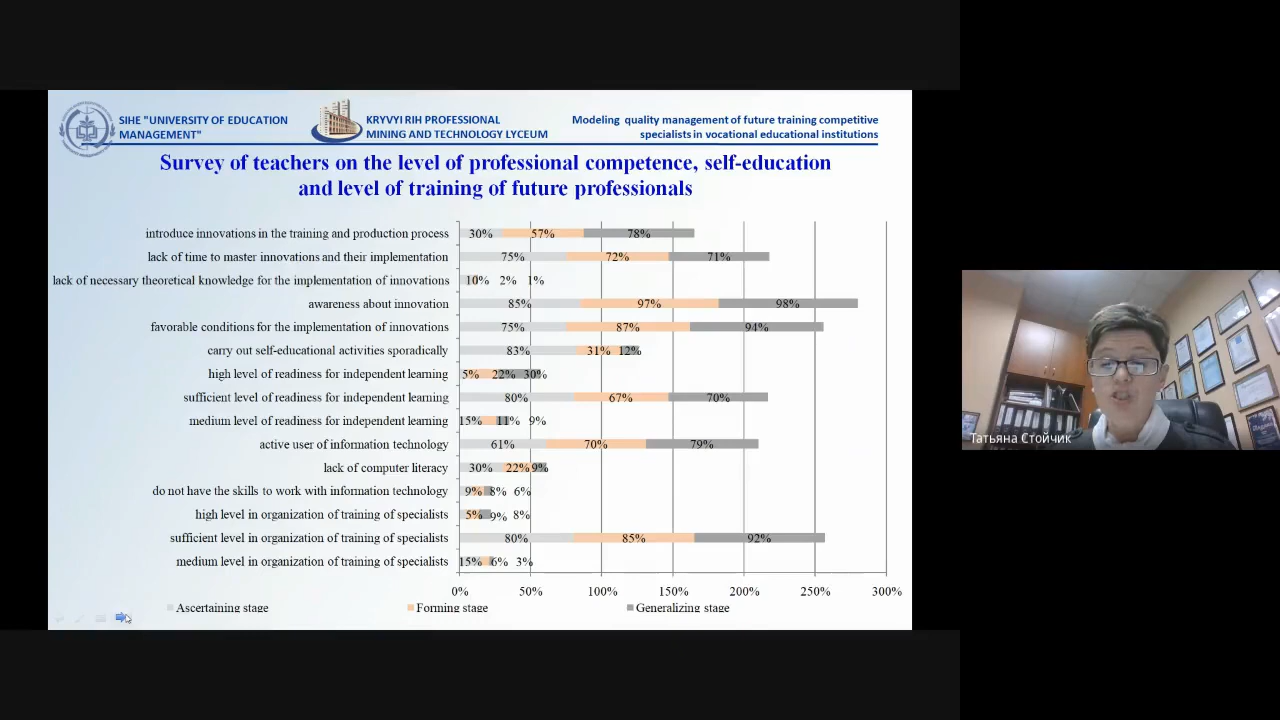 SIHE "UNIVERSITY OF EDUCATION
MANAGEMENT"
KRYVYI RIH PROFESSIONAL
MINING AND TECHNOLOGY LYCEUM
Modeling quality management of future training competitive
specialists in vocational educational institutions
Survey of teachers on the level of professional competence, self-education
and level of training of future professionals
introduce innovations in the training and production process 30% 57% 78%
lack of time to master innovations and their implementation 75% 72% 71%
lack of necessary theoretical knowledge for the implementation of innovations 10% 2% 1%
awareness about innovation 85% 97% 98%
favorable conditions for the implementation of innovations 75% 87% 94%
carry out self-educational activities sporadically 83% 31% 12%
high level of readiness for independent learning 5% 22% 30%
sufficient level of readiness for independent learning 80% 67% 70%
medium level of readiness for independent learning 15% 11% 9%
active user of information technology 61% 70% 79%
lack of computer literacy 30% 22% 9%
do not have the skills to work with information technology 9% 8% 6%
high level in organization of training of specialists 5% 9% 8%
sufficient level in organization of training of specialists 80% 85% 92%
medium level in organization of training of specialists 15% 6% 3%
0% 50% 100% 150% 200% 250% 300%
Ascertaining stage Forming stage Generalizing stage
Татьяна Стойчик